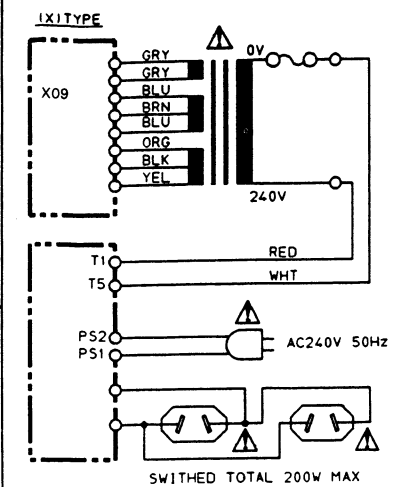 (X)TYPE
X09
GRY
GRY
BLU
BRN
BLU
ORG
BLK
YEL
0V
240V
T1
RED
T5
WHT
PS2
PS1
AC240V 50Hz
SWITHED TOTAL 200W MAX